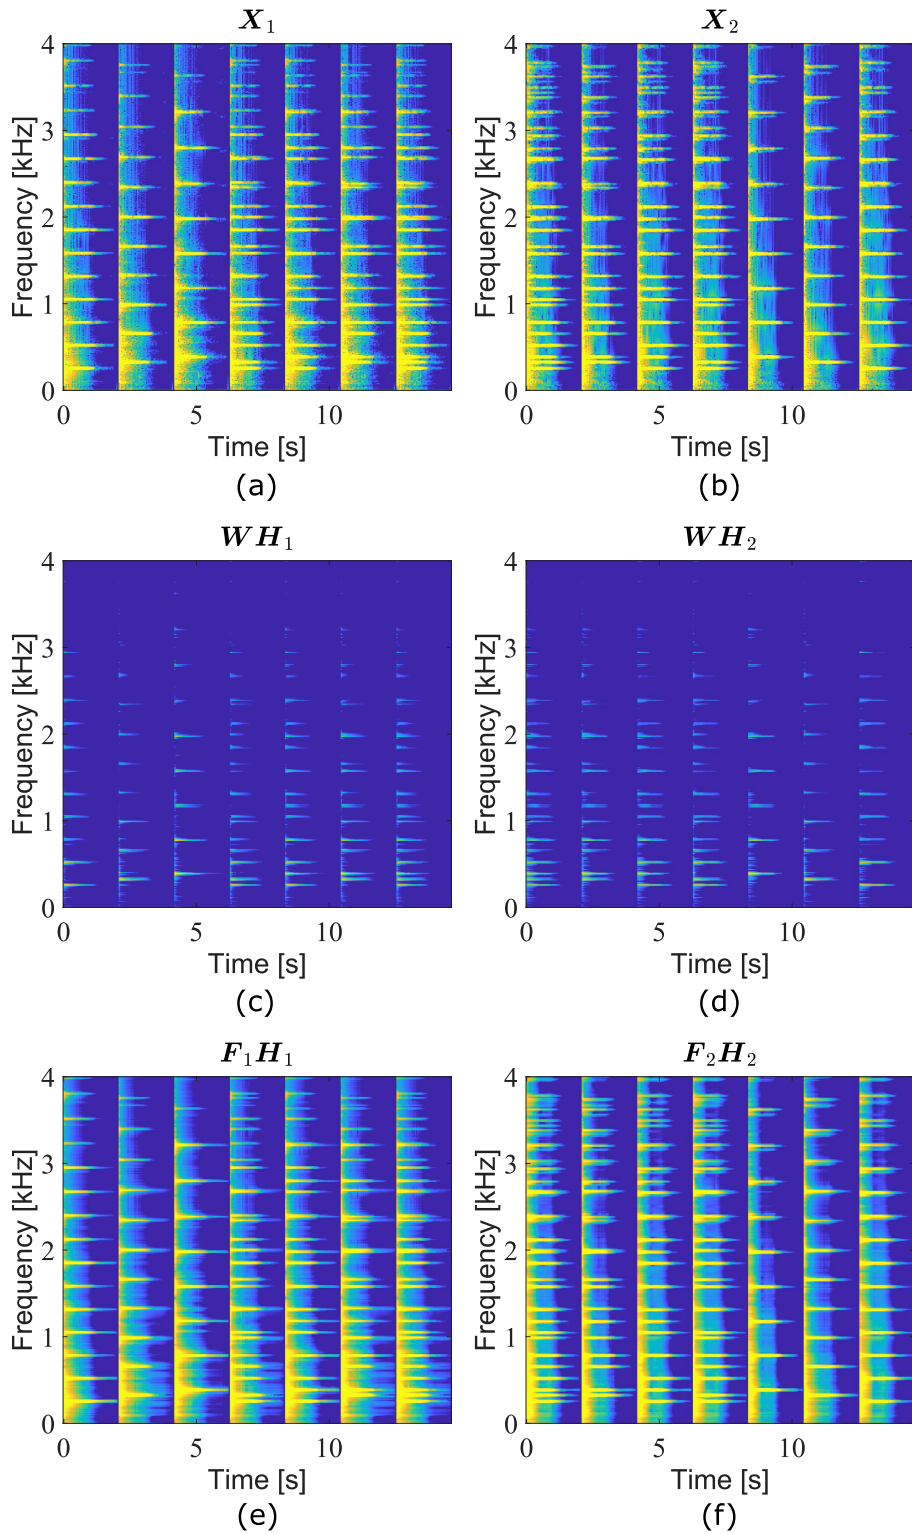 X₁
X₂
4
3
2
1
0
Frequency [kHz]
0 5 10
Time [s]
(a)
4
3
2
1
0
Frequency [kHz]
0 5 10
Time [s]
(b)
WH₁
WH₂
4
3
2
1
0
Frequency [kHz]
0 5 10
Time [s]
(c)
4
3
2
1
0
Frequency [kHz]
0 5 10
Time [s]
(d)
F₁H₁
F₂H₂
4
3
2
1
0
Frequency [kHz]
0 5 10
Time [s]
(e)
4
3
2
1
0
Frequency [kHz]
0 5 10
Time [s]
(f)